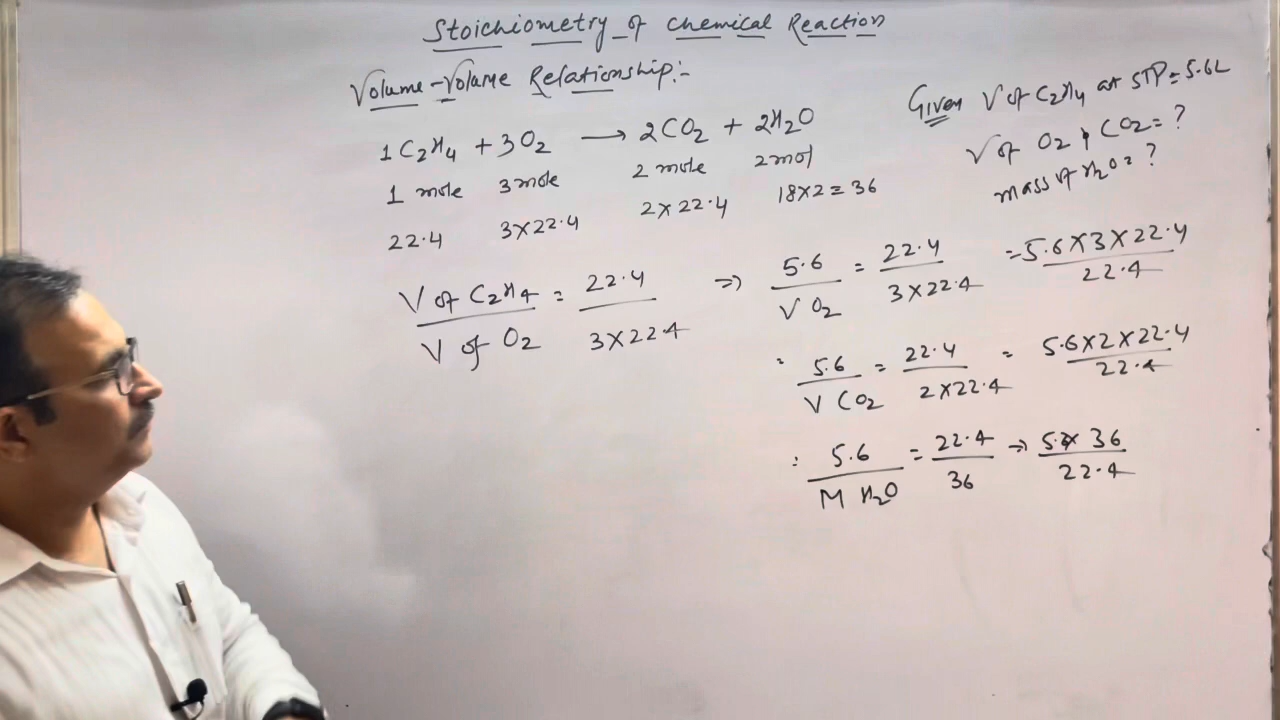 Stoichiometry of Chemical Reaction
Volume-Volume Relationship:-
1C2H4 + 3O2 → 2CO2 + 2H2O
1 mole 3 mole 2 mole 2 mol
22.4 3×22.4 2×22.4 18×2=36
Given V of C2H4 at STP=5.6L
V of O2, CO2=?
mass of H2O=?
V of C2H4 / V of O2 = 22.4 / 3×22.4
⇒ 5.6 / V O2 = 22.4 / 3×22.4 = 5.6×3×22.4 / 22.4
= 5.6 / V CO2 = 22.4 / 2×22.4 = 5.6×2×22.4 / 22.4
= 5.6 / M H2O = 22.4 / 36 → 36 / 22.4